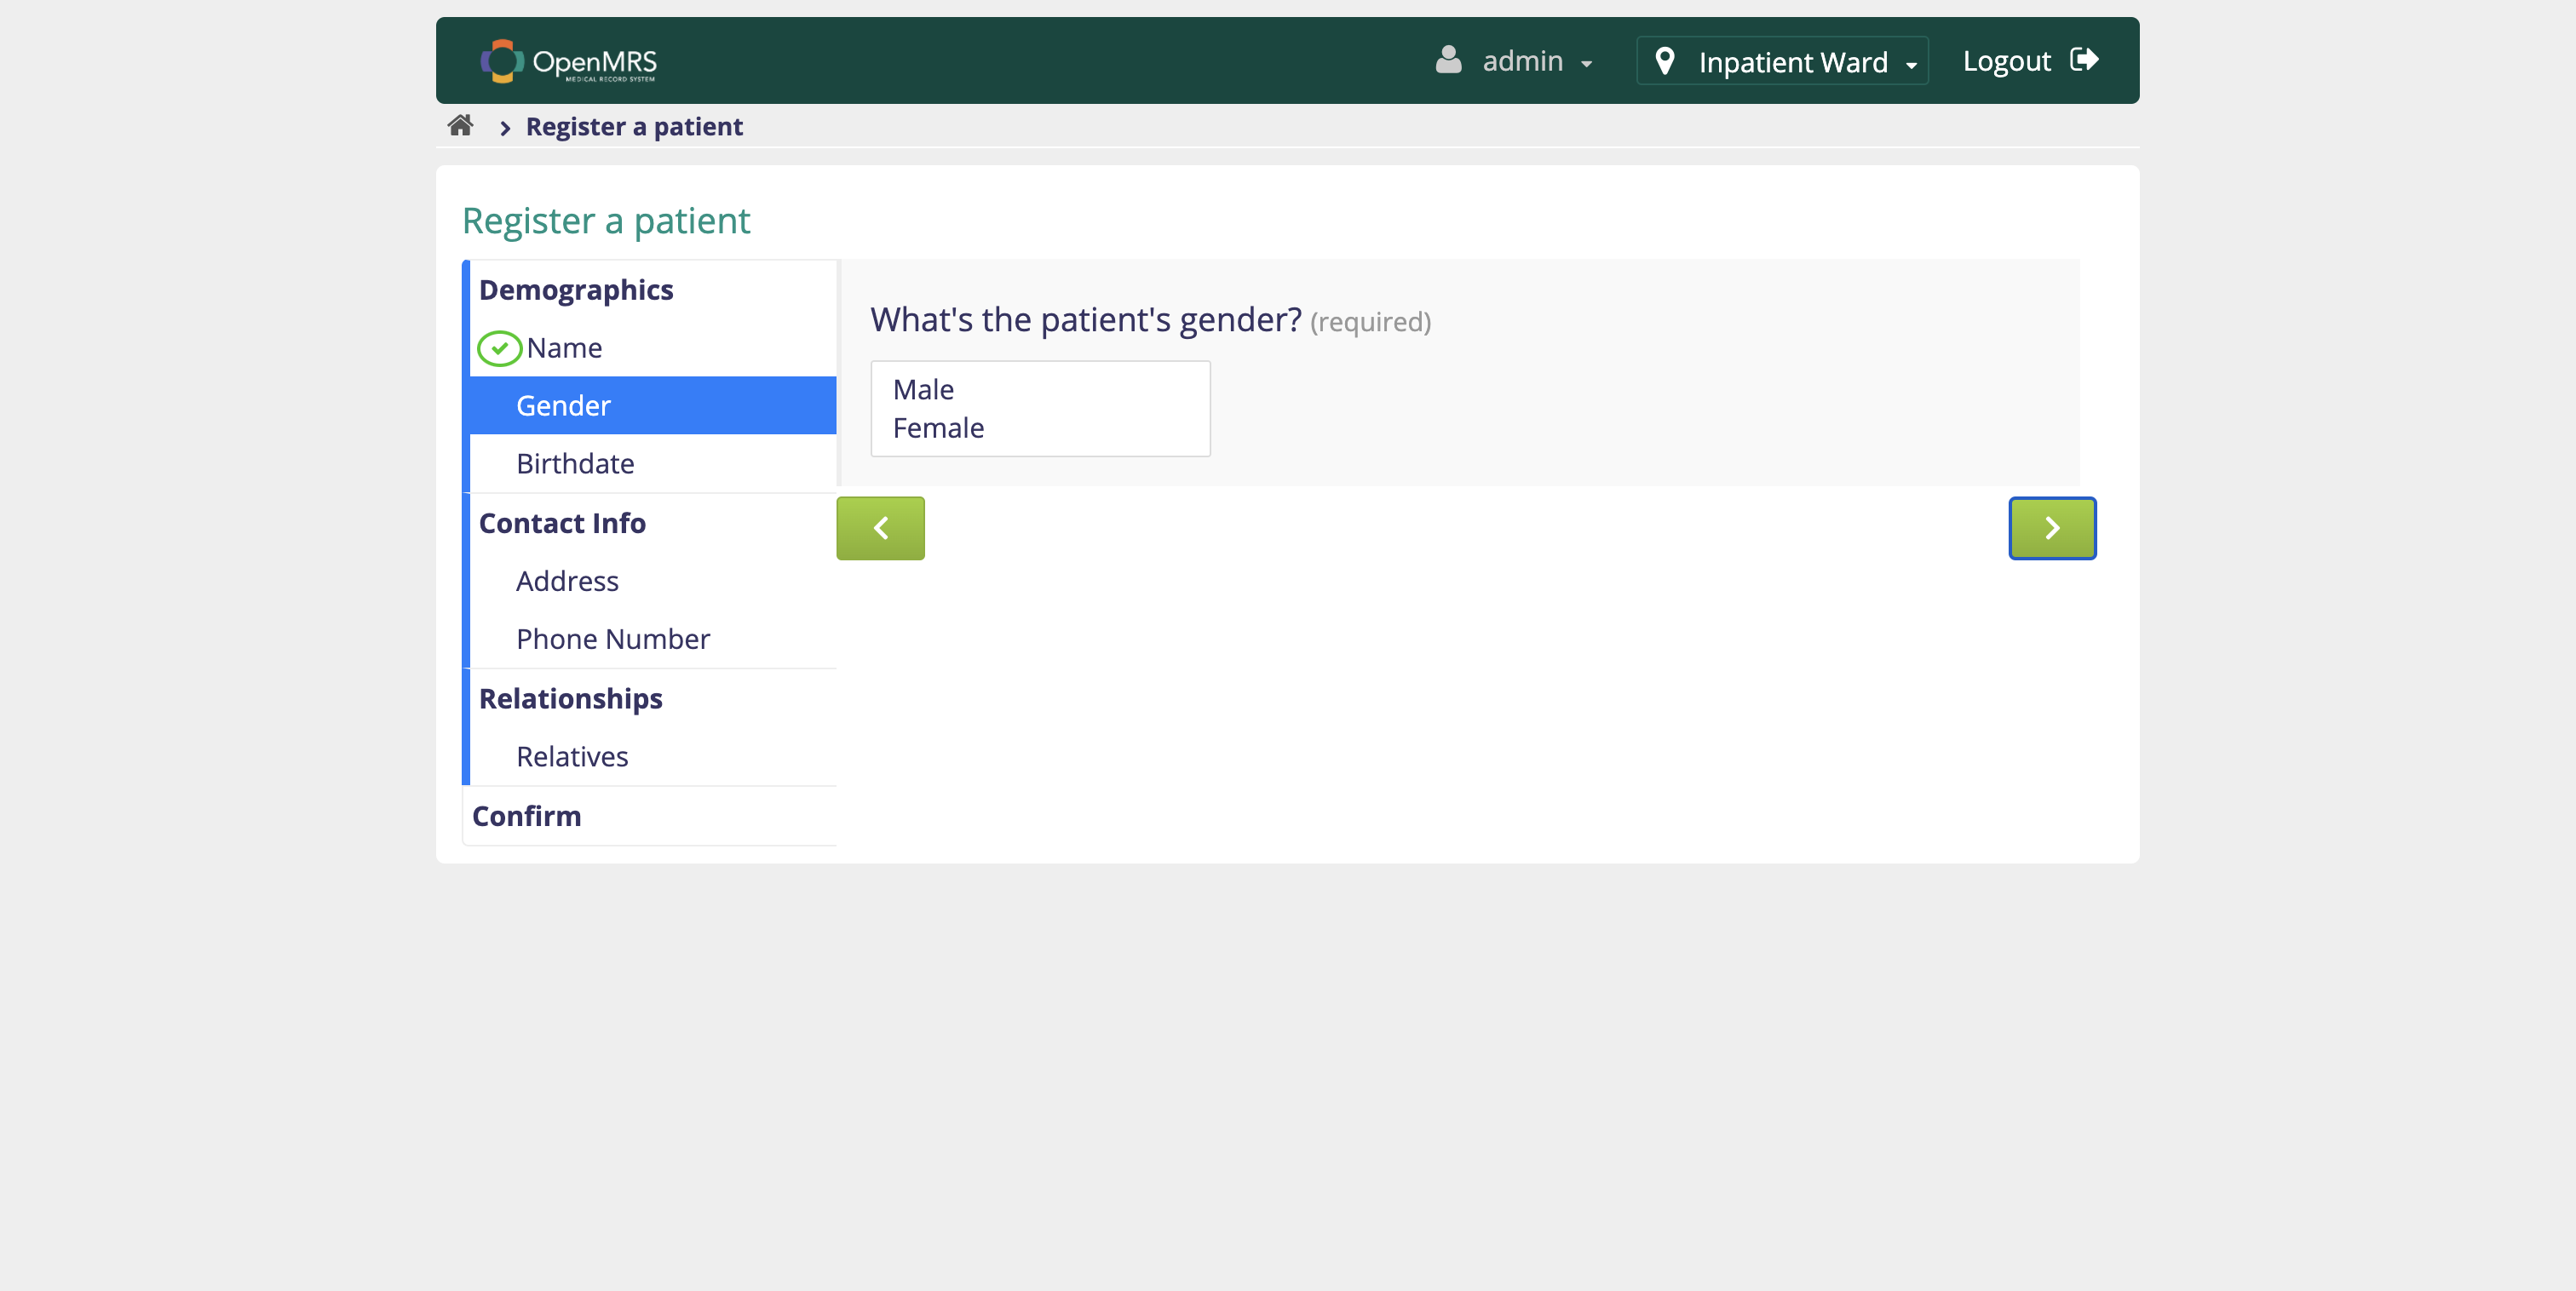 OpenMRS
MEDICAL RECORD SYSTEM
admin
Inpatient Ward
Logout
Register a patient
Register a patient
Demographics
Name
Gender
Birthdate
Contact Info
Address
Phone Number
Relationships
Relatives
Confirm
What's the patient's gender? (required)
Male
Female